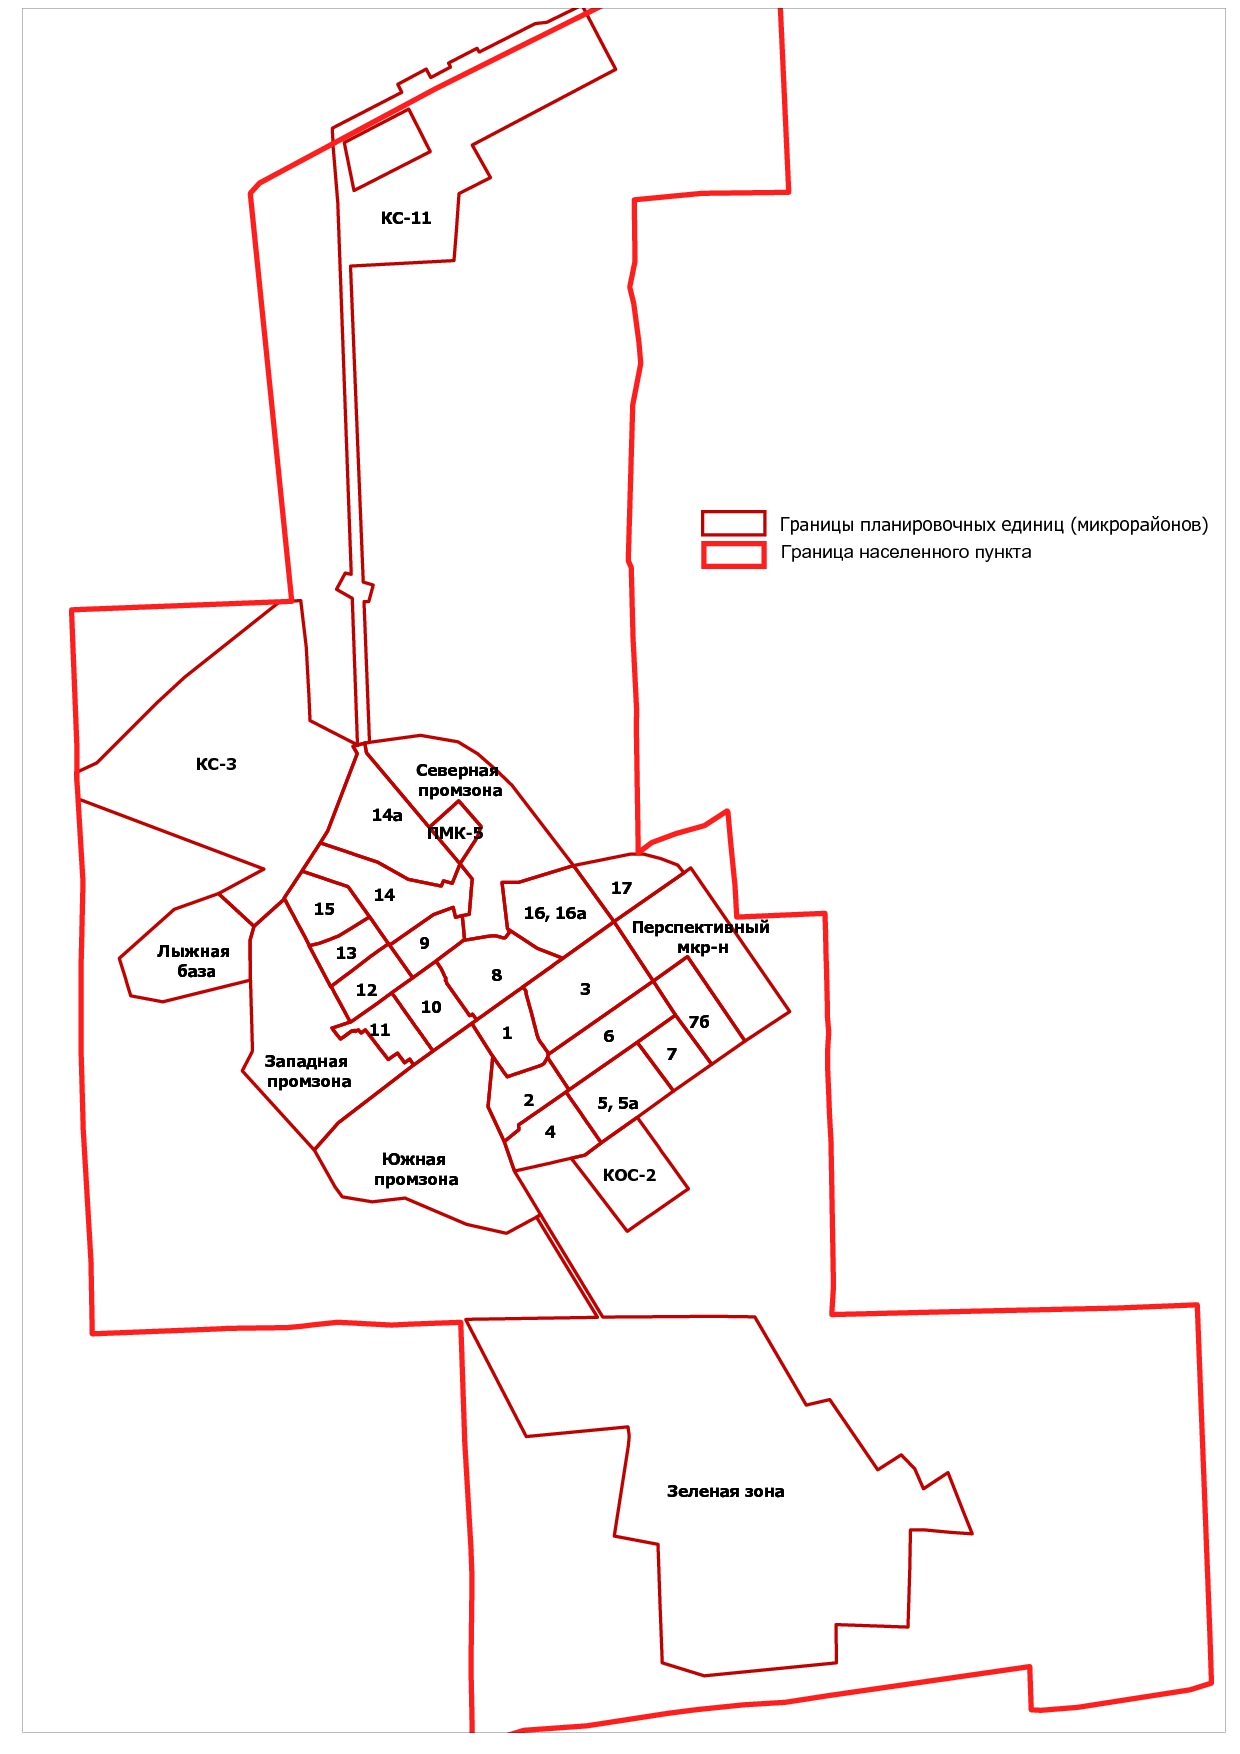 КС-11
Границы планировочных единиц (микрорайонов)
Граница населенного пункта
КС-3
Северная
промзона
14а
ПМК-5
17
14
15
16, 16а
Перспективный
мкр-н
9
13
Лыжная
база
8
3
12
10
7б
11
1
6
7
Западная
промзона
2
5, 5а
4
Южная
промзона
КОС-2
Зеленая зона